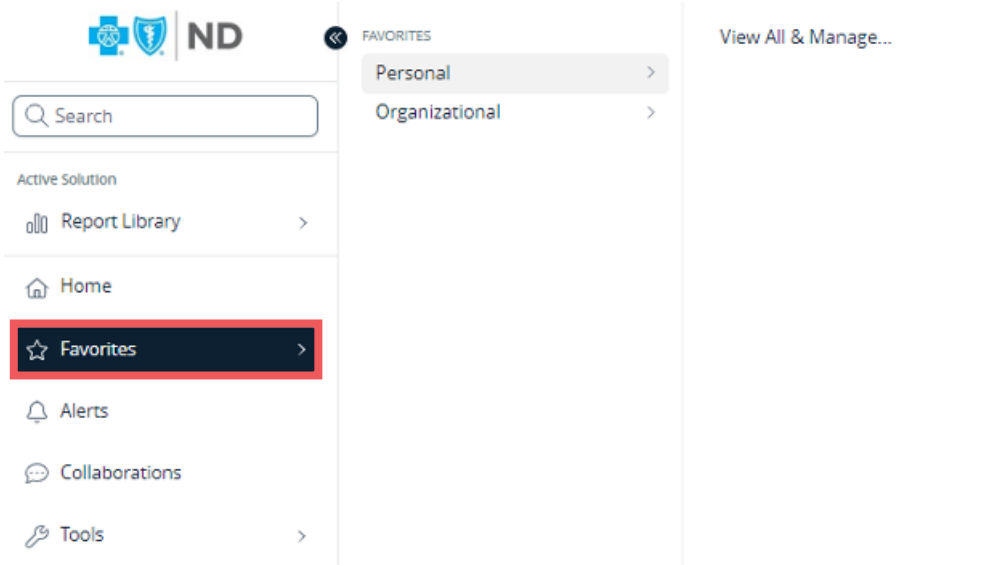 ND
Search
Active Solution
Report Library
Home
Favorites
Alerts
Collaborations
Tools
FAVORITES
Personal
Organizational
View All & Manage...